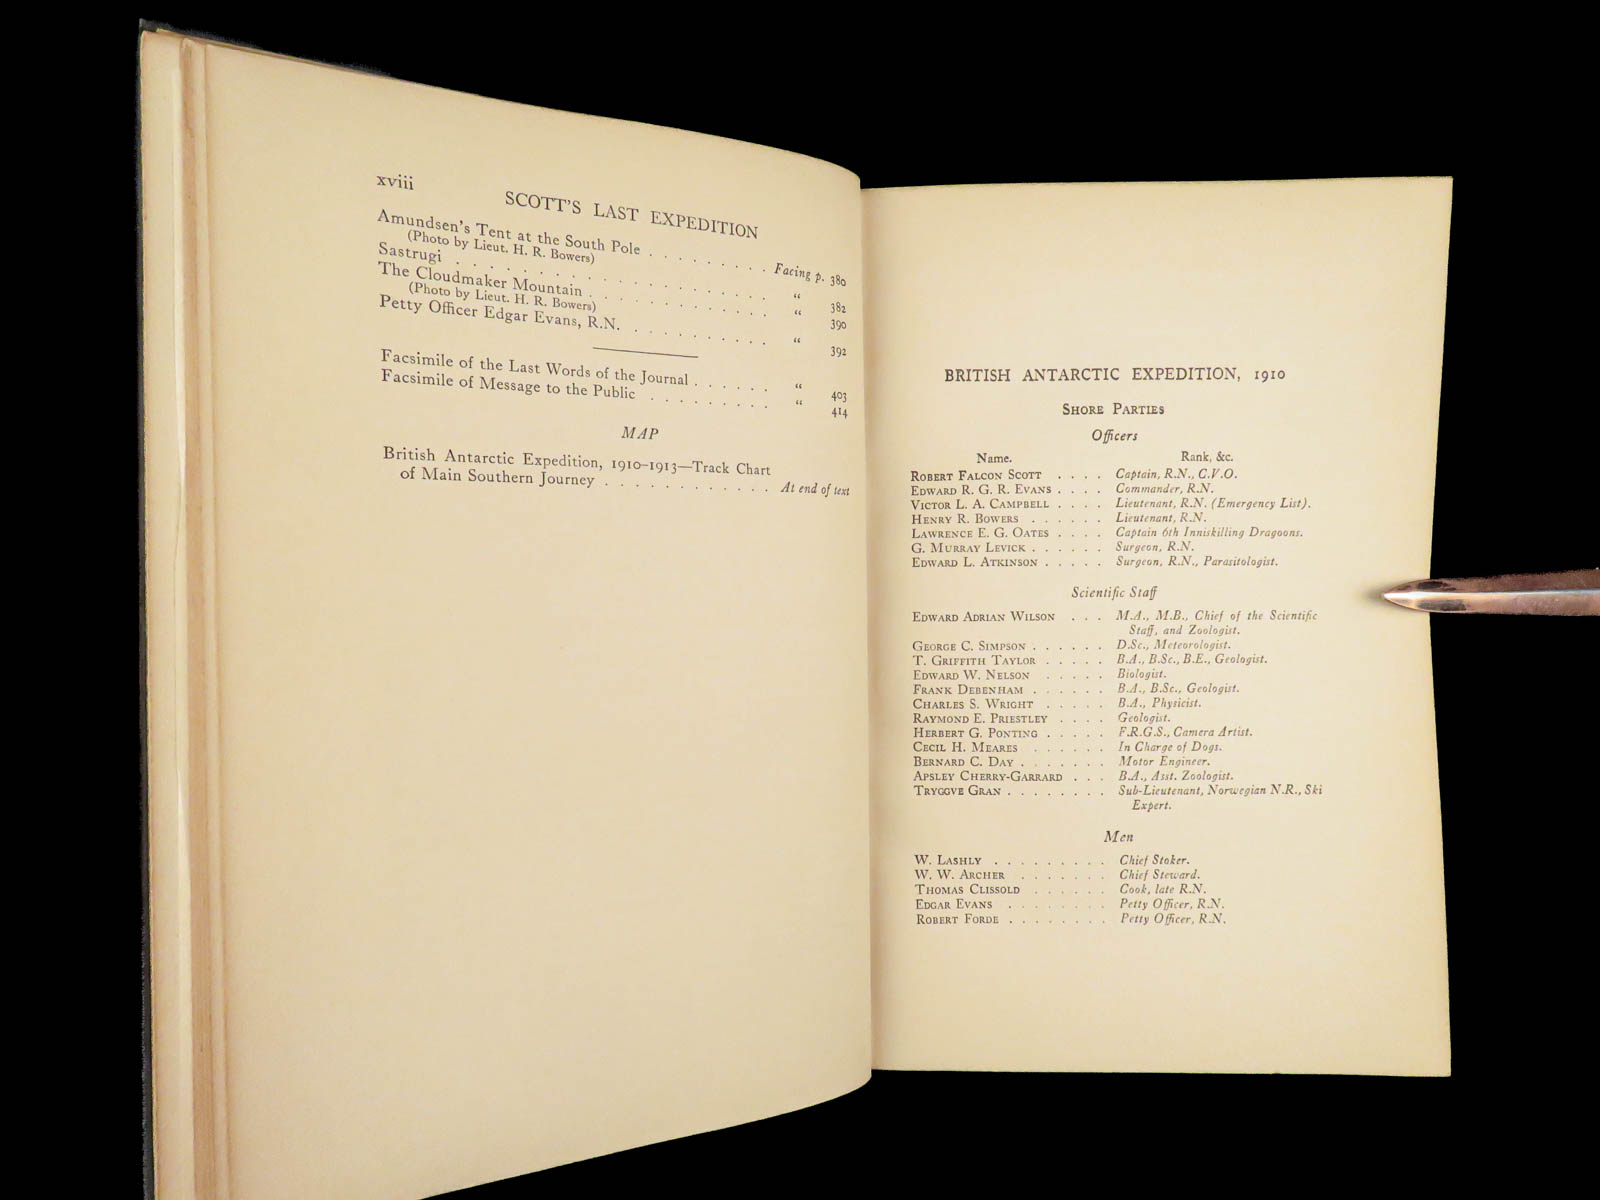 xviii
SCOTT'S LAST EXPEDITION
Amundsen's Tent at the South Pole . . . . . . . . . Facing p. 380
(Photo by Lieut. H. R. Bowers)
Sastrugi . . . . . . . . . . . . . . “ 382
The Cloudmaker Mountain . . . . . . . . . . . “ 390
(Photo by Lieut. H. R. Bowers)
Petty Officer Edgar Evans, R.N. . . . . . . . . . “ 392
Facsimile of the Last Words of the Journal . . . . . . “ 403
Facsimile of Message to the Public . . . . . . . . . “ 414
MAP
British Antarctic Expedition, 1910–1913—Track Chart
of Main Southern Journey . . . . . . . . . . . . At end of text
BRITISH ANTARCTIC EXPEDITION, 1910
SHORE PARTIES
Officers
Name. Rank, &c.
ROBERT FALCON SCOTT . . . . Captain, R.N., C.V.O.
EDWARD R. G. R. EVANS . . . . Commander, R.N.
VICTOR L. A. CAMPBELL . . . . Lieutenant, R.N. (Emergency List).
HENRY R. BOWERS . . . . . . Lieutenant, R.N.
LAWRENCE E. G. OATES . . . . Captain 6th Inniskilling Dragoons.
G. MURRAY LEVICK . . . . . . Surgeon, R.N.
EDWARD L. ATKINSON . . . . . Surgeon, R.N., Parasitologist.
Scientific Staff
EDWARD ADRIAN WILSON . . . M.A., M.B., Chief of the Scientific
Staff, and Zoologist.
GEORGE C. SIMPSON . . . . . . D.Sc., Meteorologist.
T. GRIFFITH TAYLOR . . . . . B.A., B.Sc., B.E., Geologist.
EDWARD W. NELSON . . . . . Biologist.
FRANK DEBENHAM . . . . . . B.A., B.Sc., Geologist.
CHARLES S. WRIGHT . . . . . B.A., Physicist.
RAYMOND E. PRIESTLEY . . . . Geologist.
HERBERT G. PONTING . . . . . F.R.G.S., Camera Artist.
CECIL H. MEARES . . . . . . In Charge of Dogs.
BERNARD C. DAY . . . . . . . Motor Engineer.
APSLEY CHERRY-GARRARD . . . B.A., Asst. Zoologist.
TRYGGVE GRAN . . . . . . . . Sub-Lieutenant, Norwegian N.R., Ski
Expert.
Men
W. LASHLY . . . . . . . . . Chief Stoker.
W. W. ARCHER . . . . . . . Chief Steward.
THOMAS CLISSOLD . . . . . . Cook, late R.N.
EDGAR EVANS . . . . . . . . Petty Officer, R.N.
ROBERT FORDE . . . . . . . . Petty Officer, R.N.